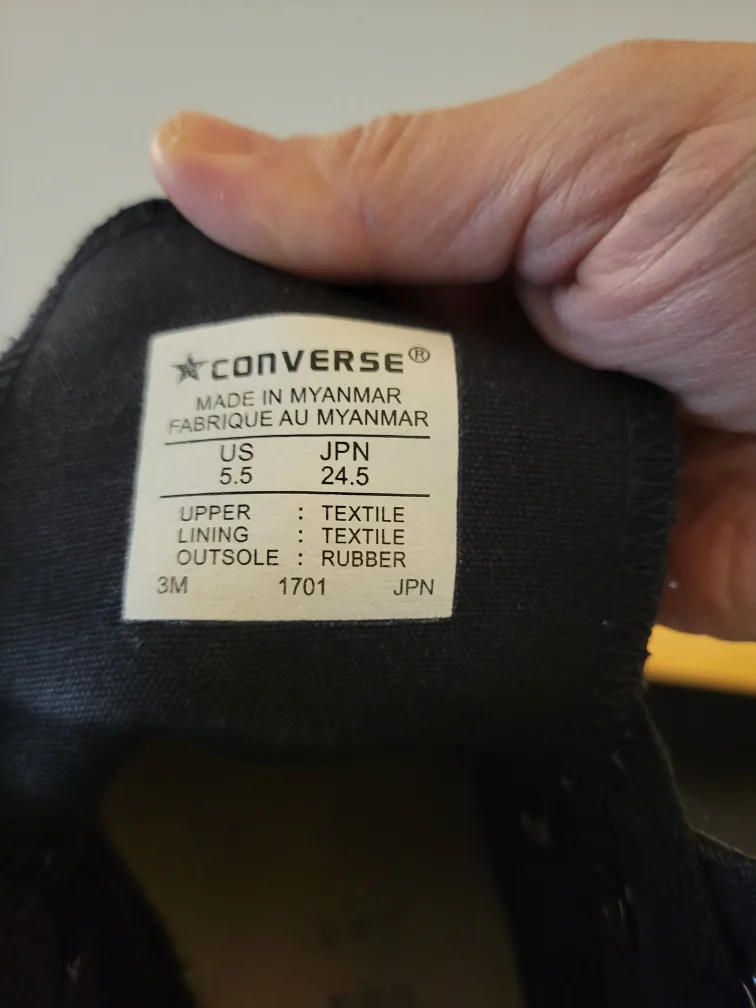 CONVERSE®
MADE IN MYANMAR
FABRIQUE AU MYANMAR
US JPN
5.5 24.5
UPPER : TEXTILE
LINING : TEXTILE
OUTSOLE : RUBBER
3M 1701 JPN